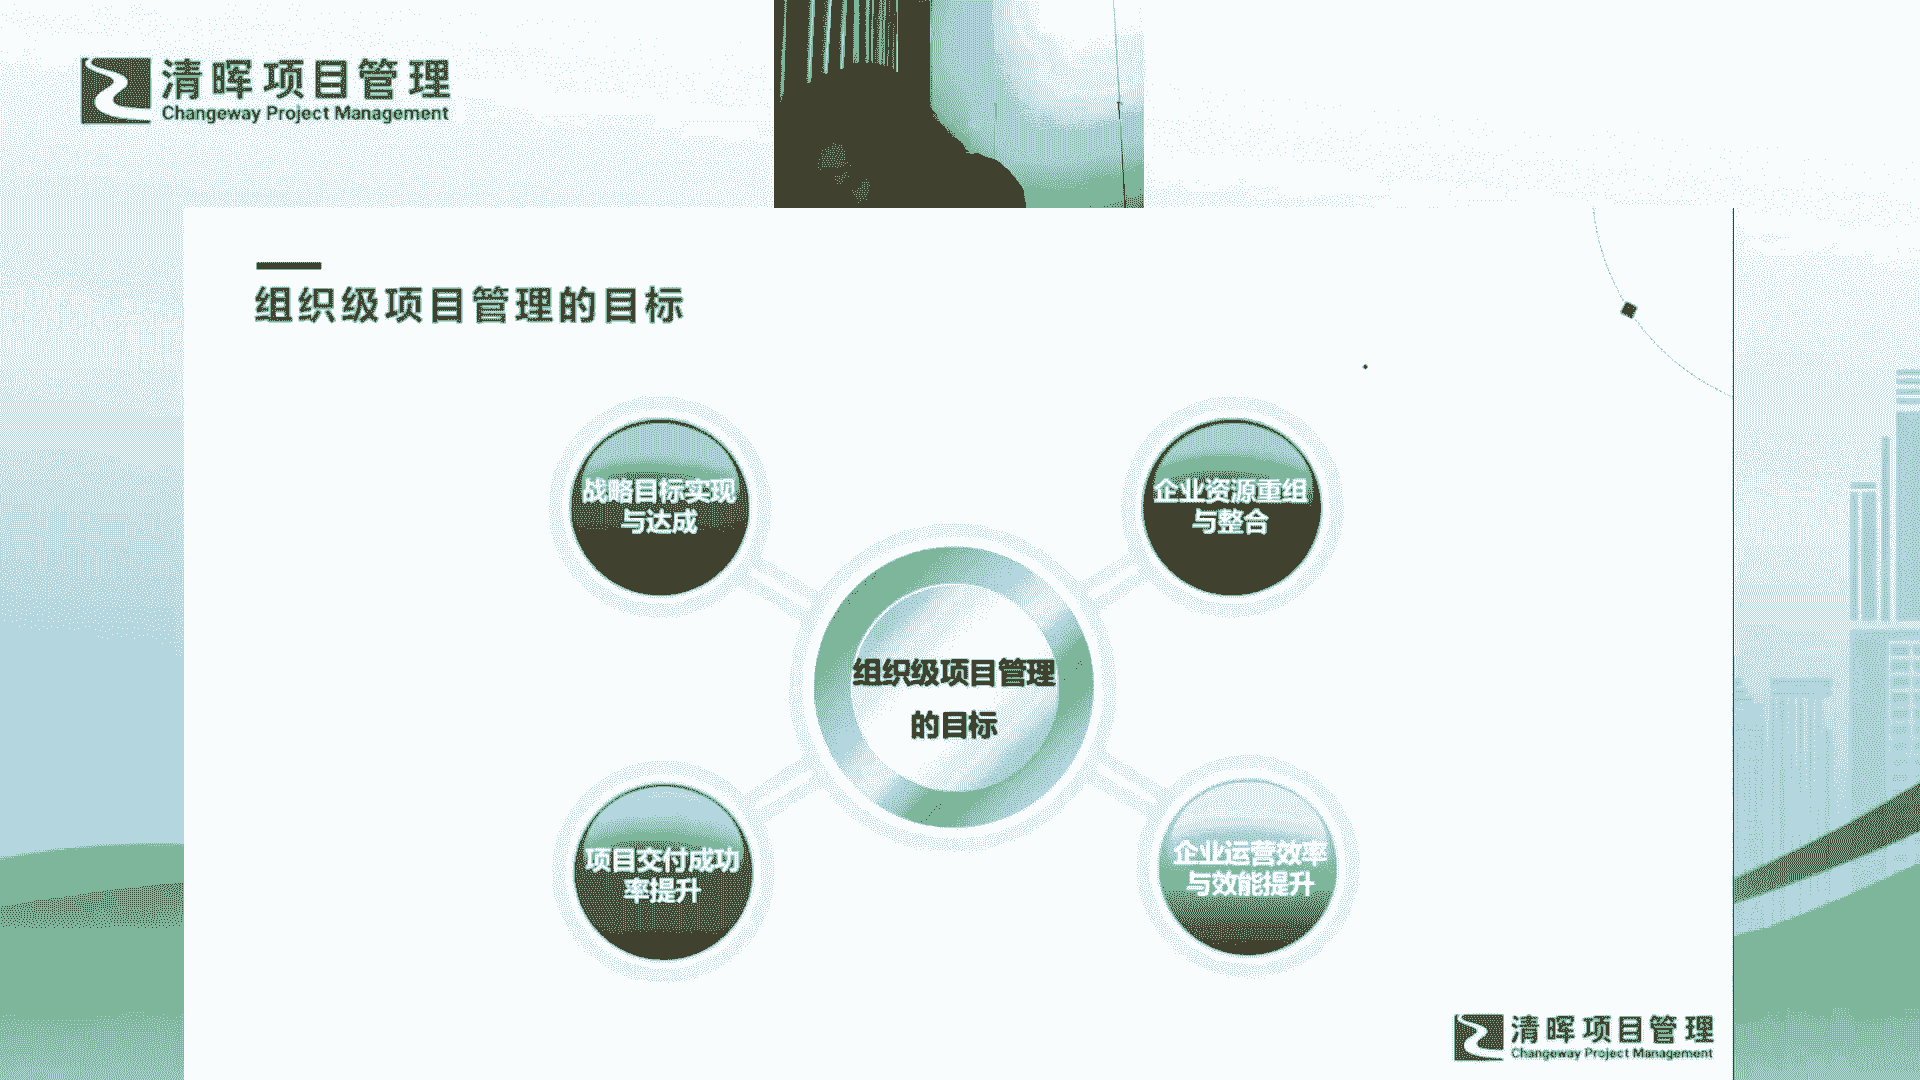 清晖项目管理
Changeway Project Management
组织级项目管理的目标
战略目标实现
与达成
企业资源重组
与整合
组织级项目管理
的目标
项目交付成功
率提升
企业运营效率
与效能提升
清晖项目管理
Changeway Project Management